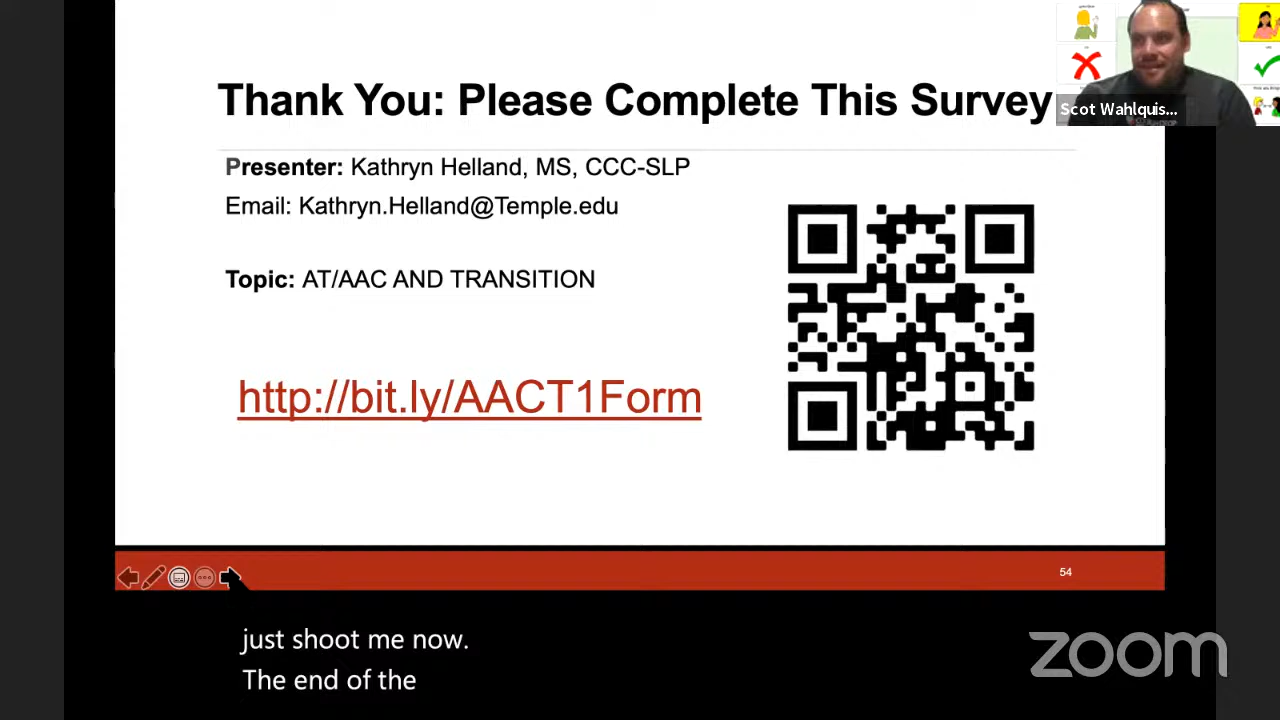 Thank You: Please Complete This Survey
Scot Wahlquis...
Presenter: Kathryn Helland, MS, CCC-SLP
Email: Kathryn.Helland@Temple.edu
Topic: AT/AAC AND TRANSITION
http://bit.ly/AACT1Form
54
just shoot me now.
The end of the
zoom